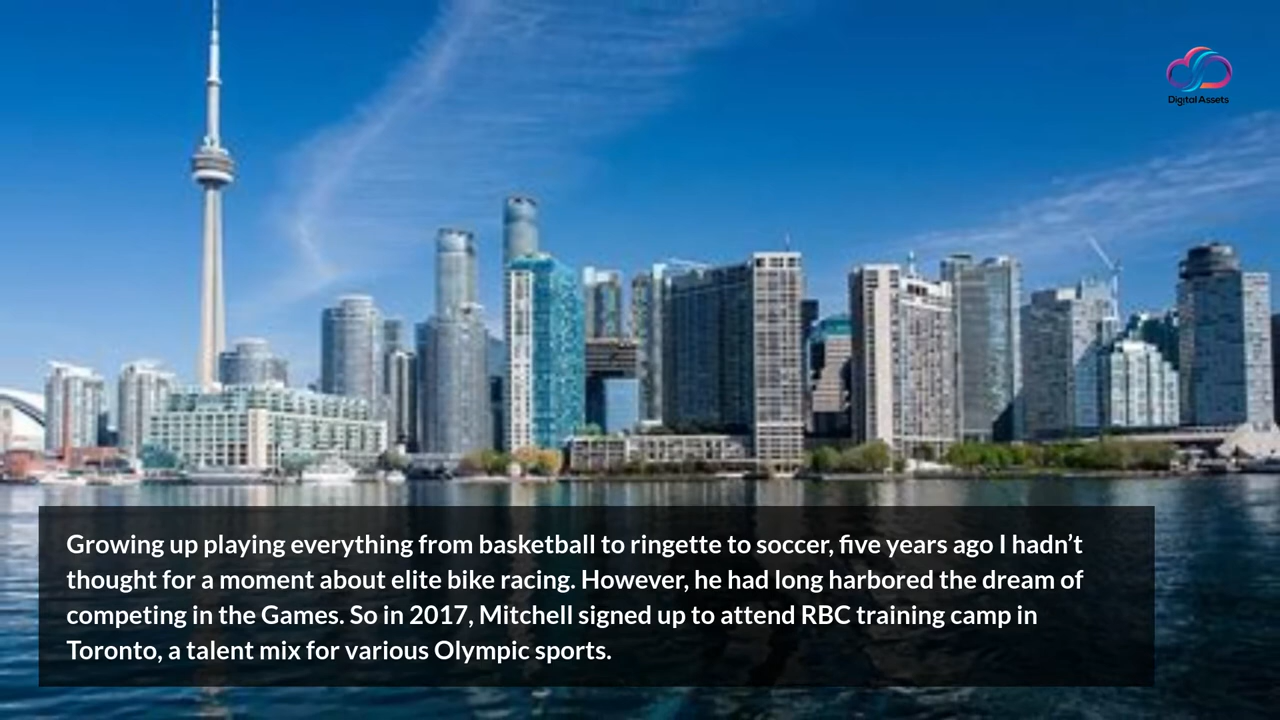 Digital Assets
Growing up playing everything from basketball to ringette to soccer, five years ago I hadn’t
thought for a moment about elite bike racing. However, he had long harbored the dream of
competing in the Games. So in 2017, Mitchell signed up to attend RBC training camp in
Toronto, a talent mix for various Olympic sports.